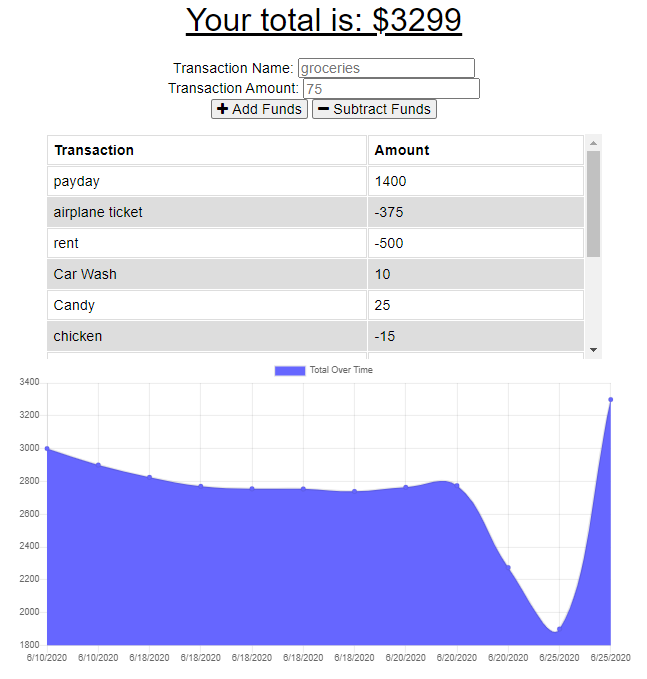 Your total is: $3299
Transaction Name: groceries
Transaction Amount: 75
Add Funds Subtract Funds
Transaction Amount
payday 1400
airplane ticket -375
rent -500
Car Wash 10
Candy 25
chicken -15
Total Over Time
3400
3200
3000
2800
2600
2400
2200
2000
1800
6/10/2020 6/10/2020 6/18/2020 6/18/2020 6/18/2020 6/18/2020 6/18/2020 6/20/2020 6/20/2020 6/20/2020 6/25/2020 6/25/2020